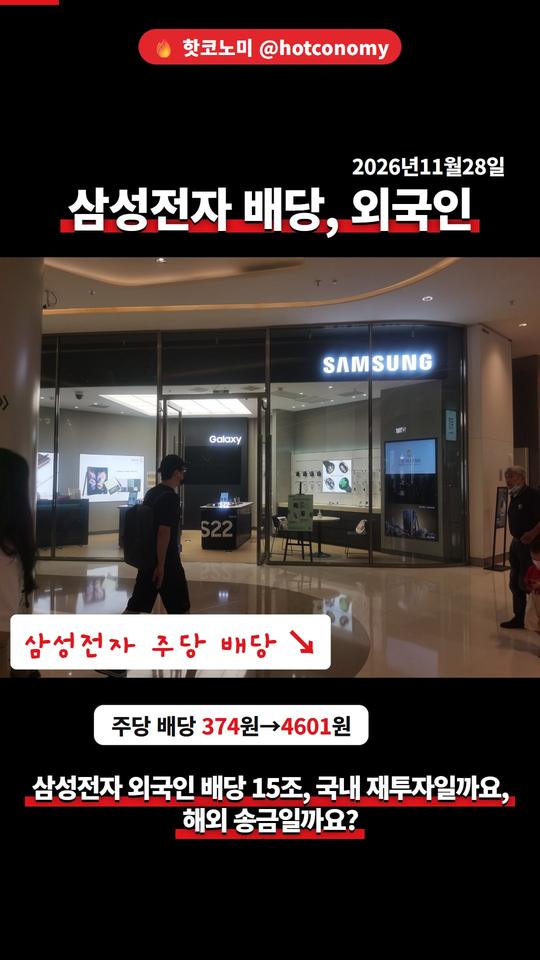 🔥 핫코노미 @hotconomy
2026년11월28일
삼성전자 배당, 외국인
SAMSUNG
Galaxy
S22
삼성전자 주당 배당 ↘
주당 배당 374원→4601원
삼성전자 외국인 배당 15조, 국내 재투자일까요,
해외 송금일까요?